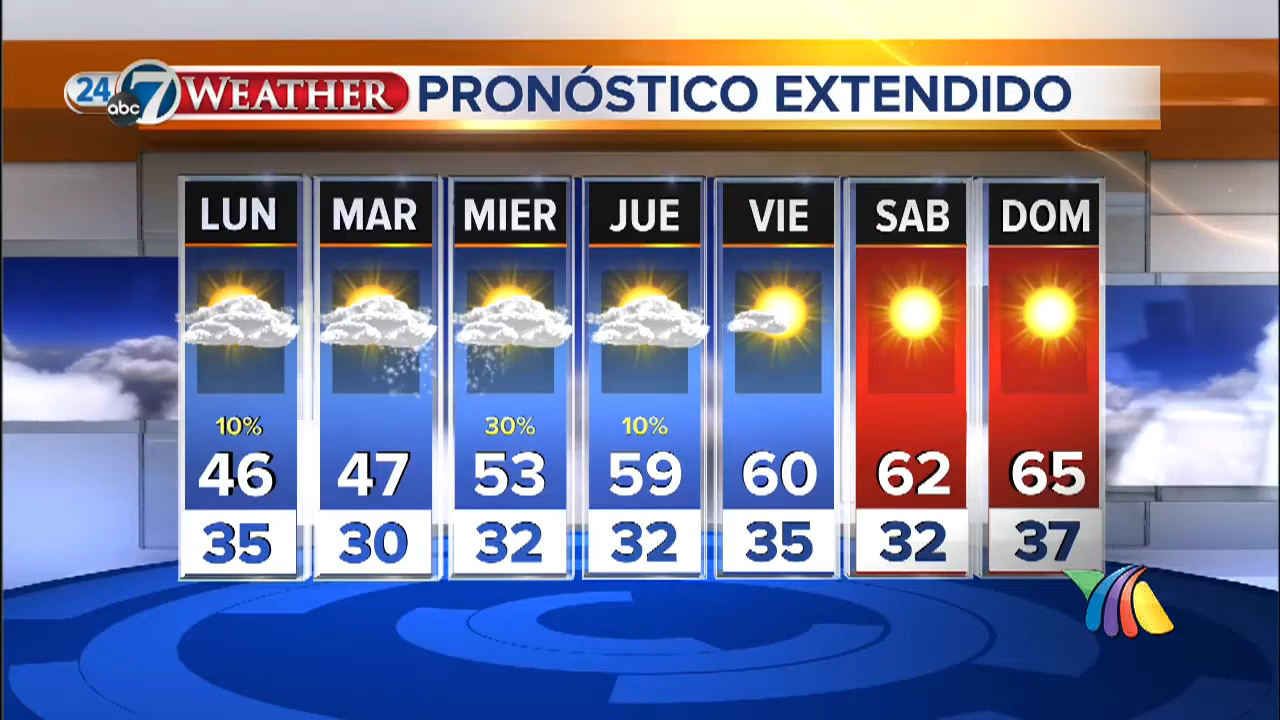 24 abc 7 WEATHER PRONÓSTICO EXTENDIDO
LUN MAR MIER JUE VIE SAB DOM
10% 30% 10%
46 47 53 59 60 62 65
35 30 32 32 35 32 37